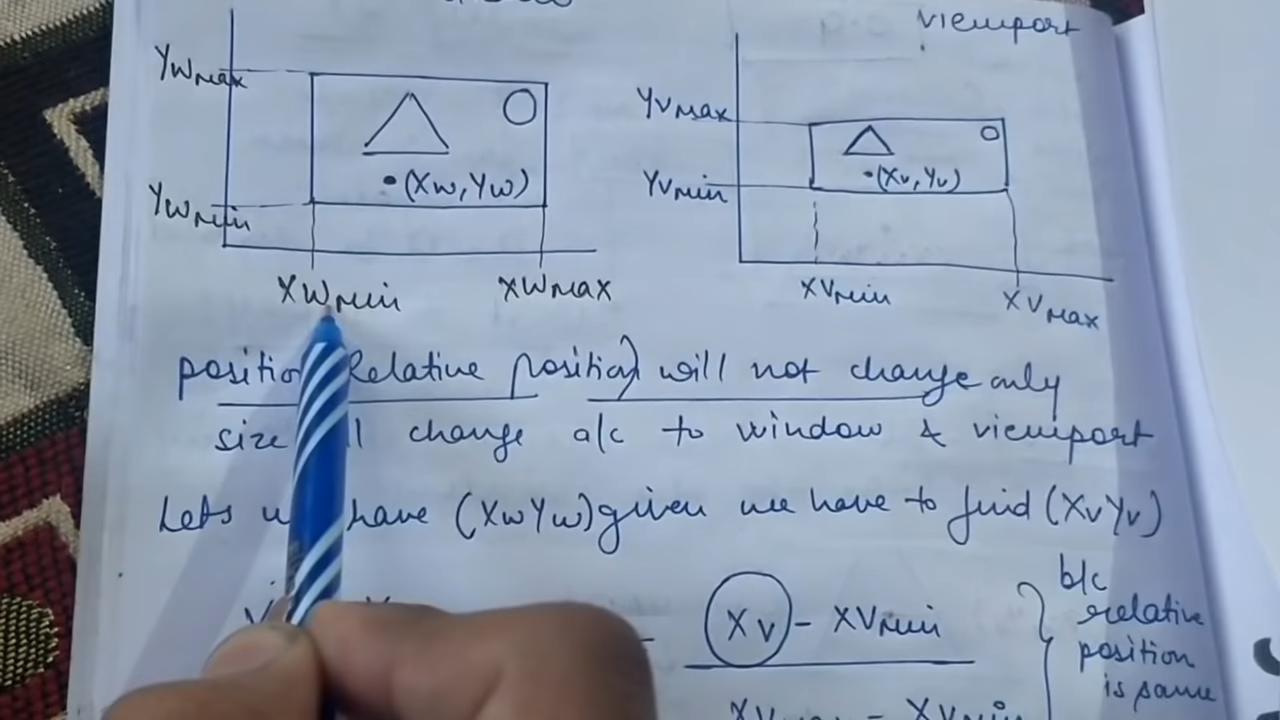 viewport
YwMax
YvMax
(Xw,Yw)
(Xv,Yv)
YvMin
YwMin
XwMin
XwMax
XvMin
XvMax
Relative position) will not change only
size change a/c to window & viewport
Lets have (XwYw) given we have to find (XvYv)
b/c
Xv - XvMin
relative
position
is same
- XvMin